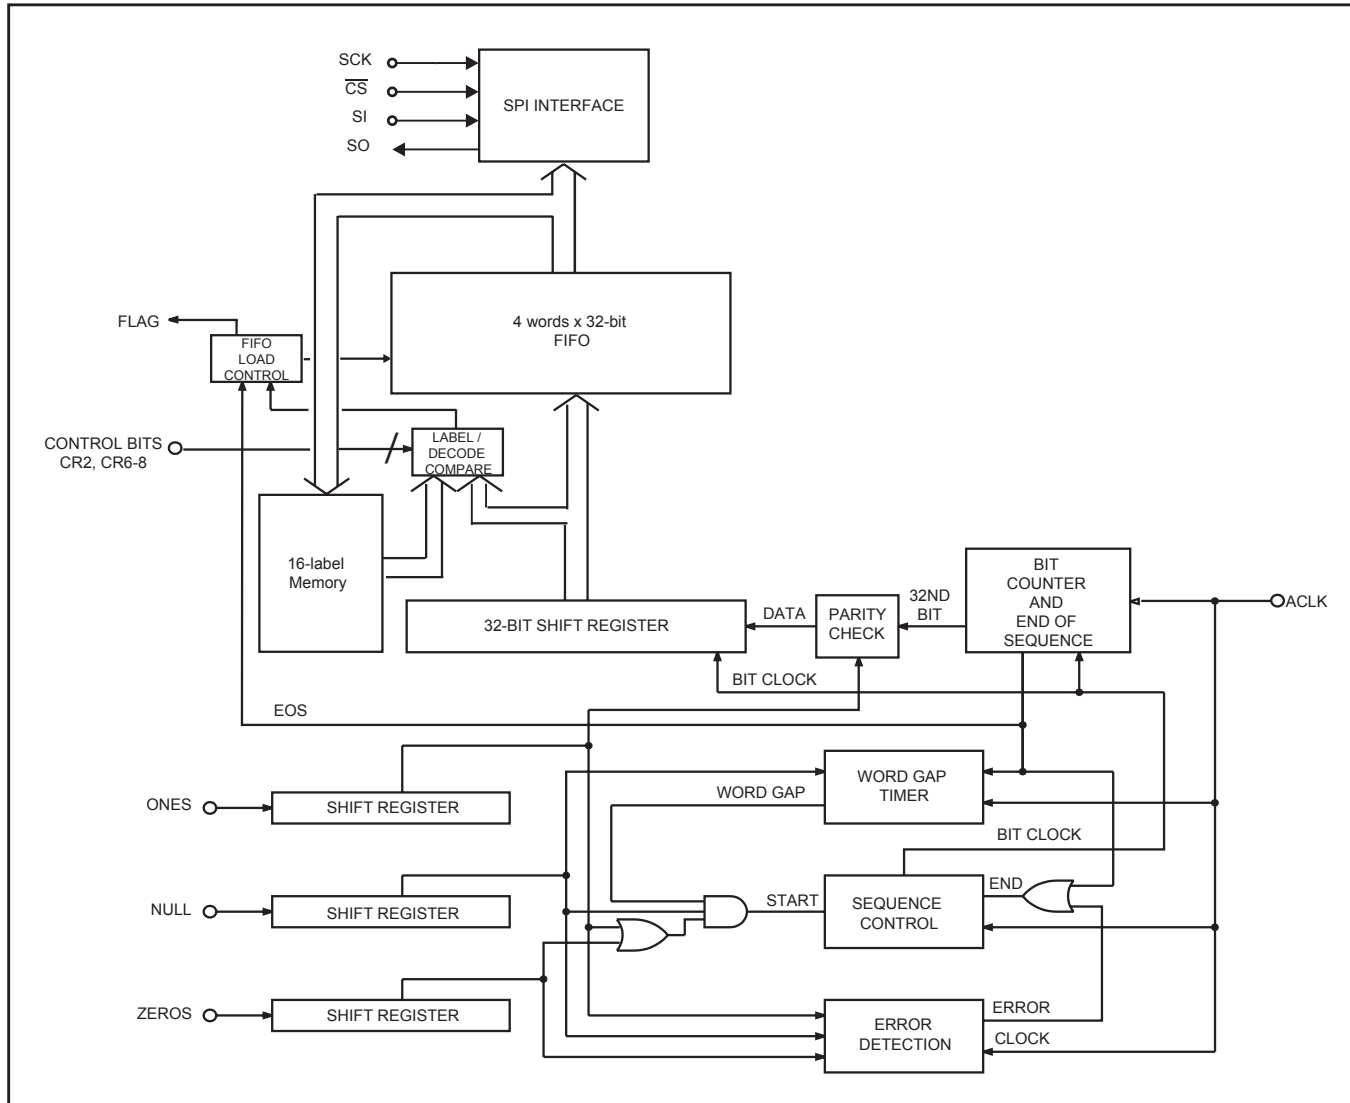 SCK
CS
SI
SO
SPI INTERFACE
FLAG
FIFO
LOAD
CONTROL
4 words x 32-bit
FIFO
CONTROL BITS
CR2, CR6-8
LABEL /
DECODE
COMPARE
16-label
Memory
32-BIT SHIFT REGISTER
DATA
PARITY
CHECK
32ND
BIT
BIT
COUNTER
AND
END OF
SEQUENCE
ACLK
BIT CLOCK
EOS
ONES
SHIFT REGISTER
WORD GAP
WORD GAP
TIMER
BIT CLOCK
NULL
SHIFT REGISTER
START
SEQUENCE
CONTROL
END
ZEROS
SHIFT REGISTER
ERROR
DETECTION
ERROR
CLOCK